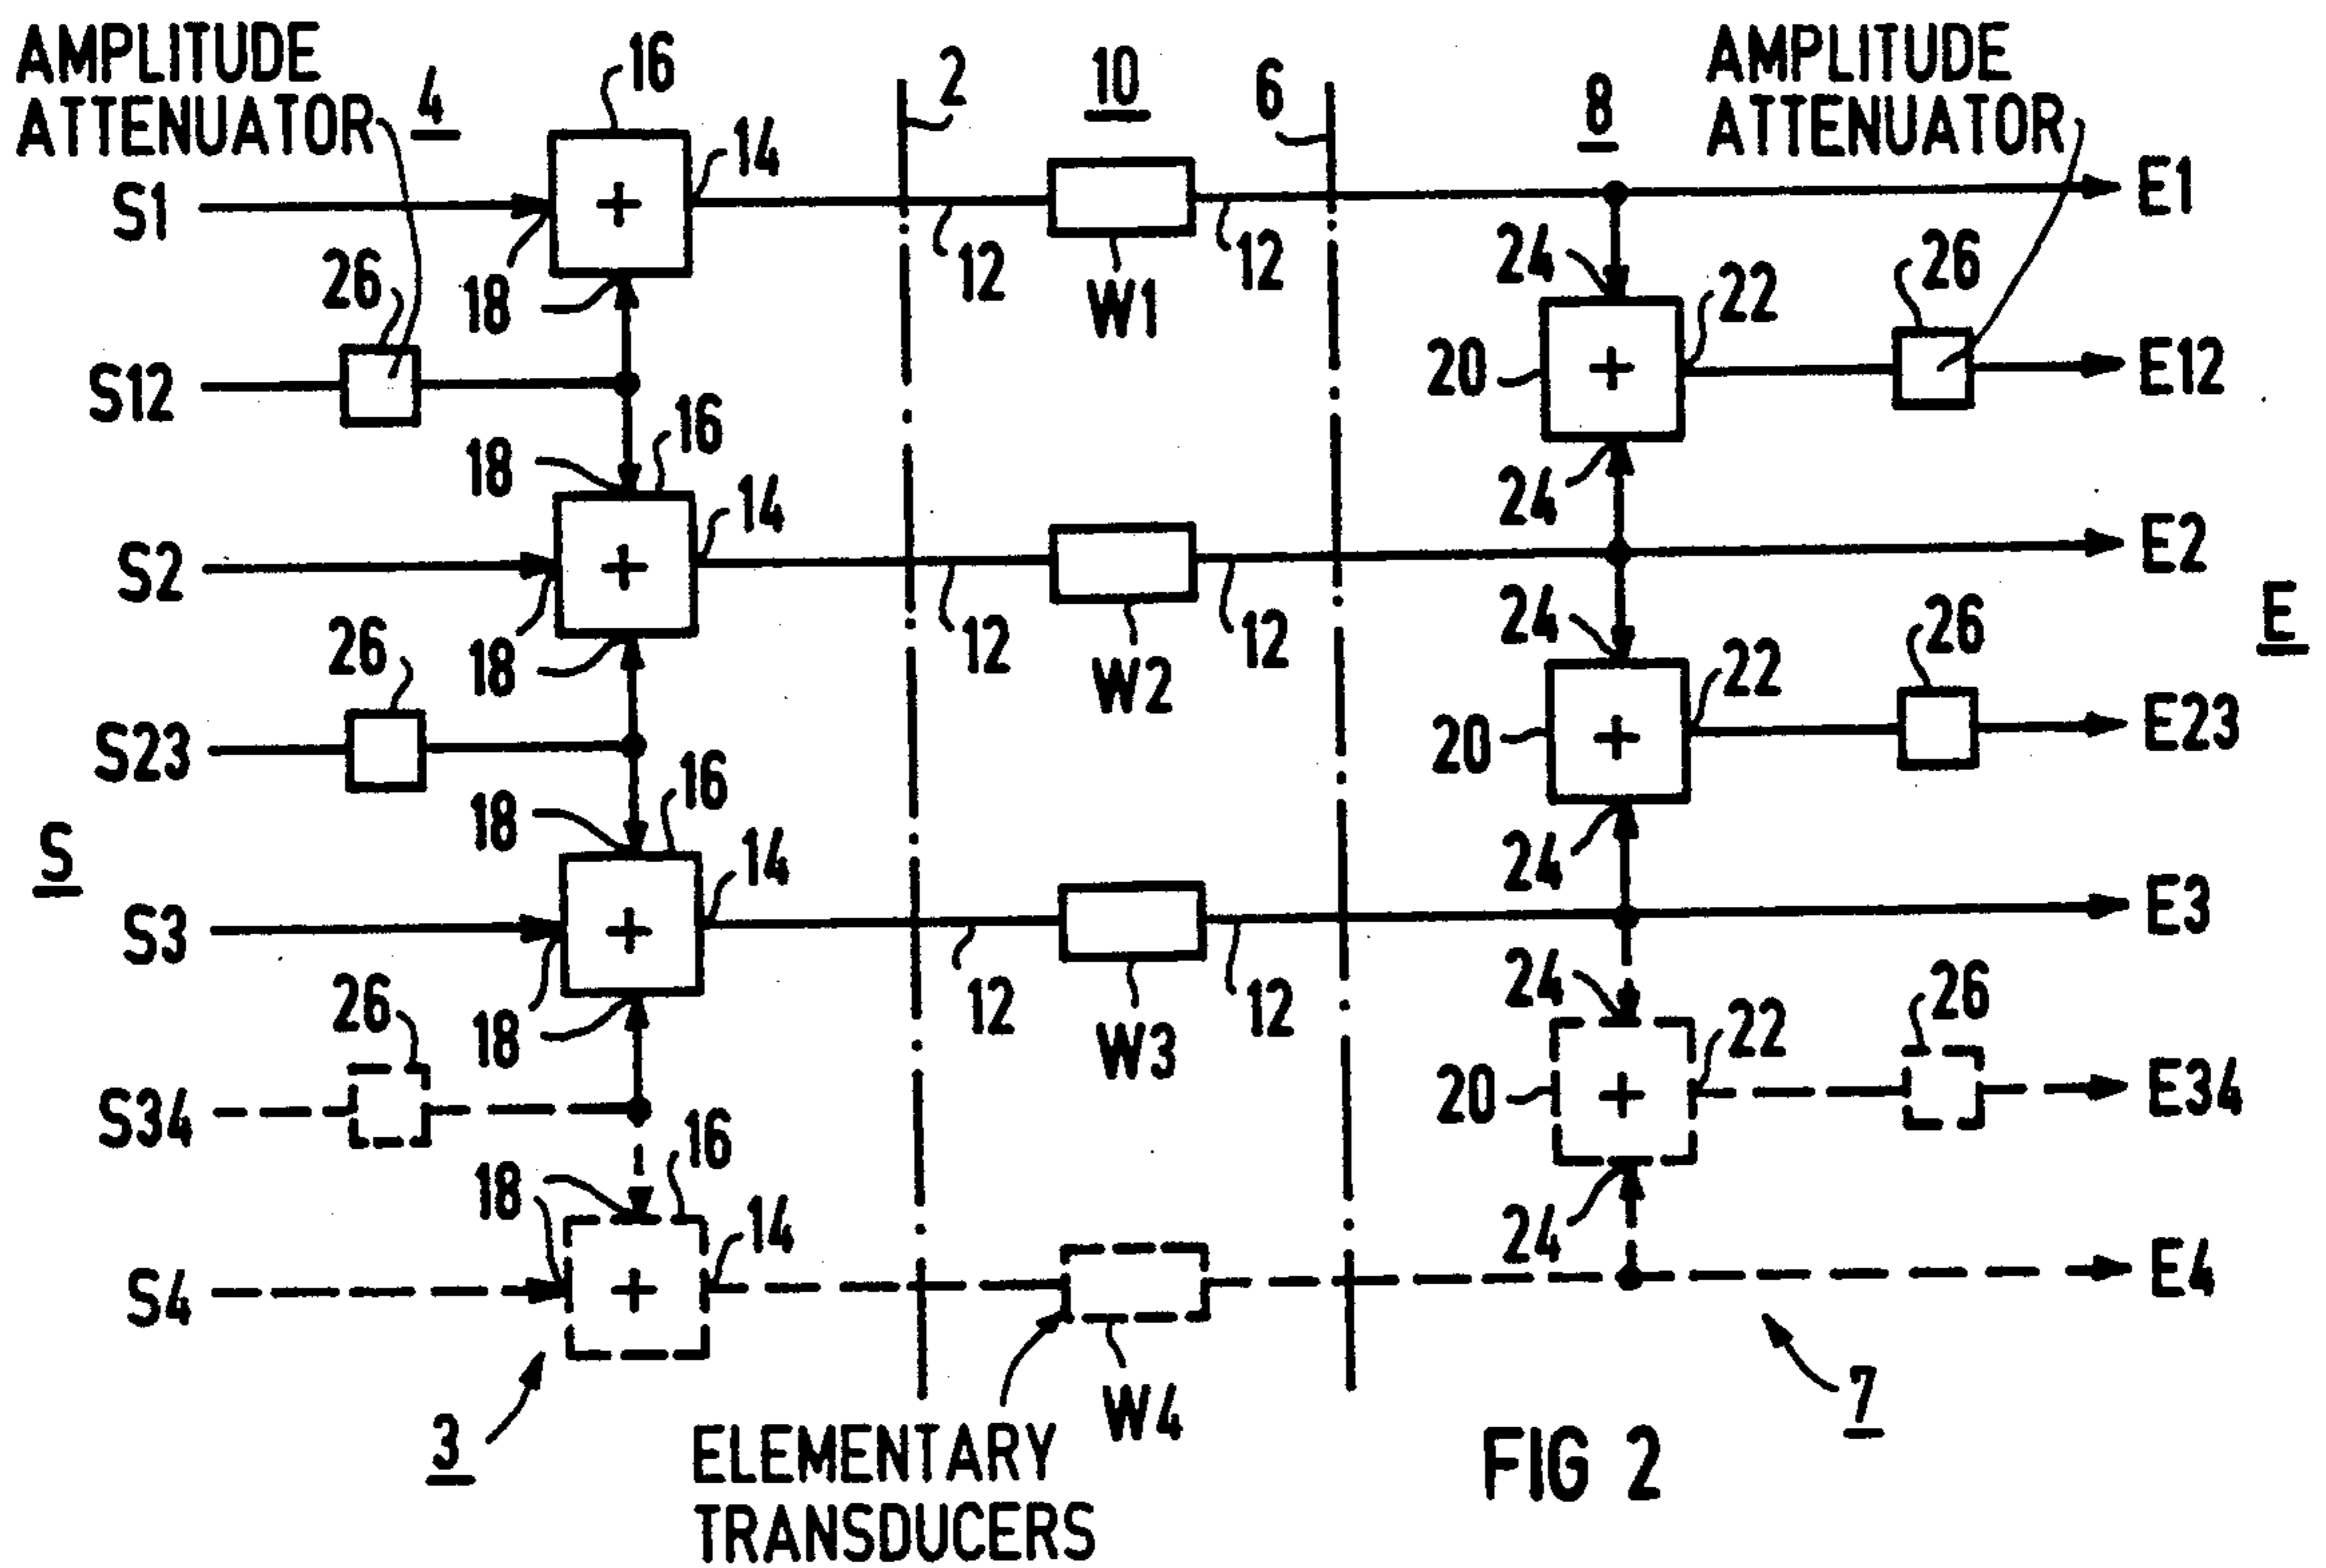 AMPLITUDE
ATTENUATOR
4
16
2
10
6
8
AMPLITUDE
ATTENUATOR
S1
18
14
12
W1
12
24
E1
26
S12
20
22
26
E12
18
16
24
S2
14
12
W2
12
24
E2
E
18
26
S23
20
22
26
E23
18
16
24
S
S3
14
12
W3
12
24
E3
18
26
S34
20
22
26
E34
18
16
24
S4
14
W4
E4
3
ELEMENTARY
TRANSDUCERS
FIG 2
7